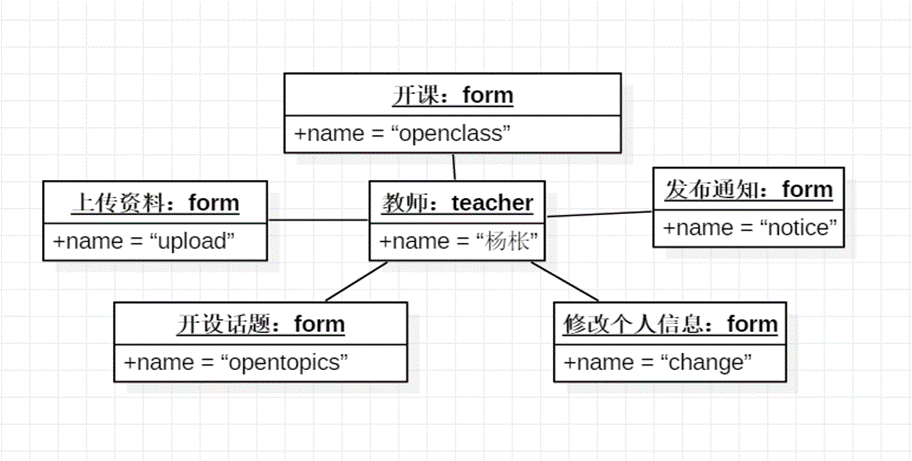 开课：form
+name = “openclass”
上传资料：form
+name = “upload”
教师：teacher
+name = “杨枨”
发布通知：form
+name = “notice”
开设话题：form
+name = “opentopics”
修改个人信息：form
+name = “change”